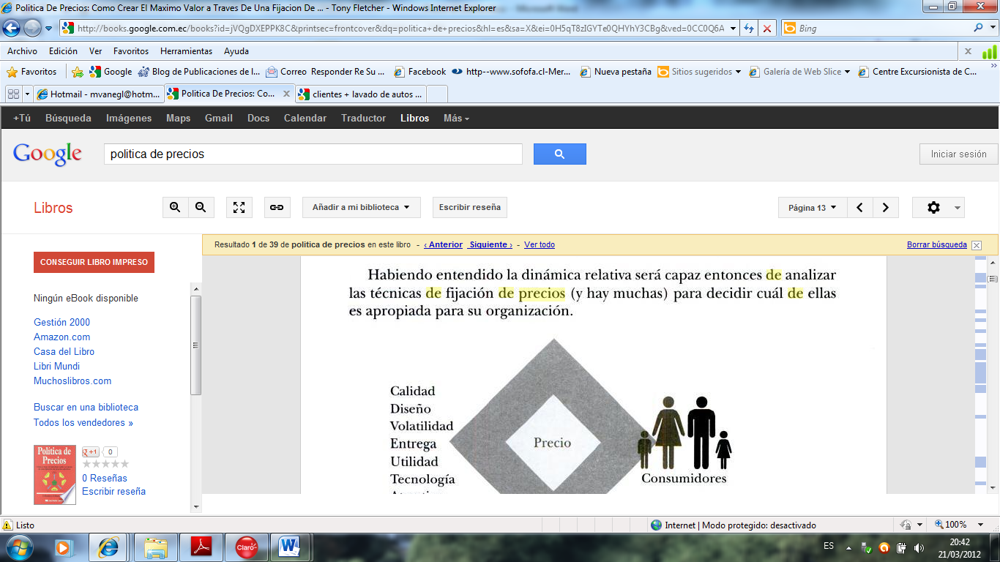 Politica De Precios: Como Crear El Maximo Valor a Traves De Una Fijacion De ... - Tony Fletcher - Windows Internet Explorer
http://books.google.com.ec/books?id=jVQgDXEPPK8C&printsec=frontcover&dq=politica+de+precios&hl=es&sa=X&ei=0H5qT8zIGYTe0QHYhY3CBg&ved=0CC0Q6A
Bing
Archivo Edición Ver Favoritos Herramientas Ayuda
Favoritos Google Blog de Publicaciones de I... Correo Responder Re Su ... Facebook http--www.sofofa.cl-Mer... Nueva pestaña Sitios sugeridos Galería de Web Slice Centre Excursionista de C...
Hotmail - mvanegl@hotm... Politica De Precios: Co... clientes + lavado de autos ...
+Tú Búsqueda Imágenes Maps Gmail Docs Calendar Traductor Libros Más
Google politica de precios Iniciar sesión
Libros Añadir a mi biblioteca Escribir reseña Página 13
Resultado 1 de 39 de politica de precios en este libro - ‹ Anterior Siguiente › - Ver todo Borrar búsqueda
CONSEGUIR LIBRO IMPRESO
Ningún eBook disponible
Gestión 2000
Amazon.com
Casa del Libro
Libri Mundi
Muchoslibros.com
Buscar en una biblioteca
Todos los vendedores »
Política de
Precios
+1 0
0 Reseñas
Escribir reseña
Habiendo entendido la dinámica relativa será capaz entonces de analizar
las técnicas de fijación de precios (y hay muchas) para decidir cuál de ellas
es apropiada para su organización.
Calidad
Diseño
Volatilidad
Entrega
Utilidad
Tecnología
Precio
Consumidores
Listo Internet | Modo protegido: desactivado 100%
Claro
ES 20:42
21/03/2012